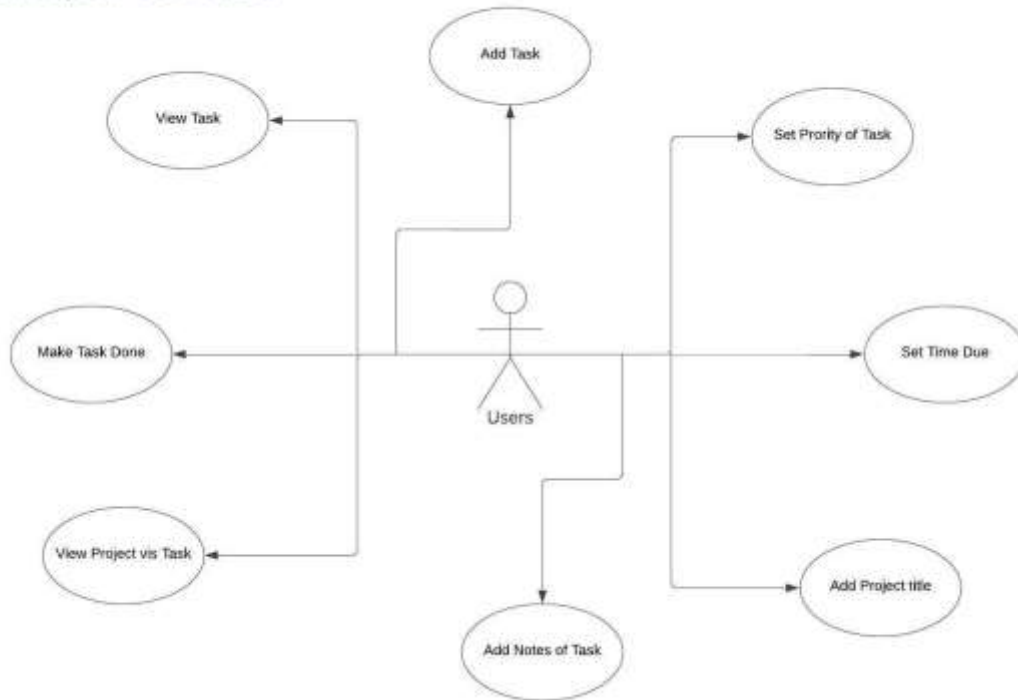 Add Task
View Task
Set Prority of Task
Make Task Done
Set Time Due
Users
View Project vis Task
Add Project title
Add Notes of Task